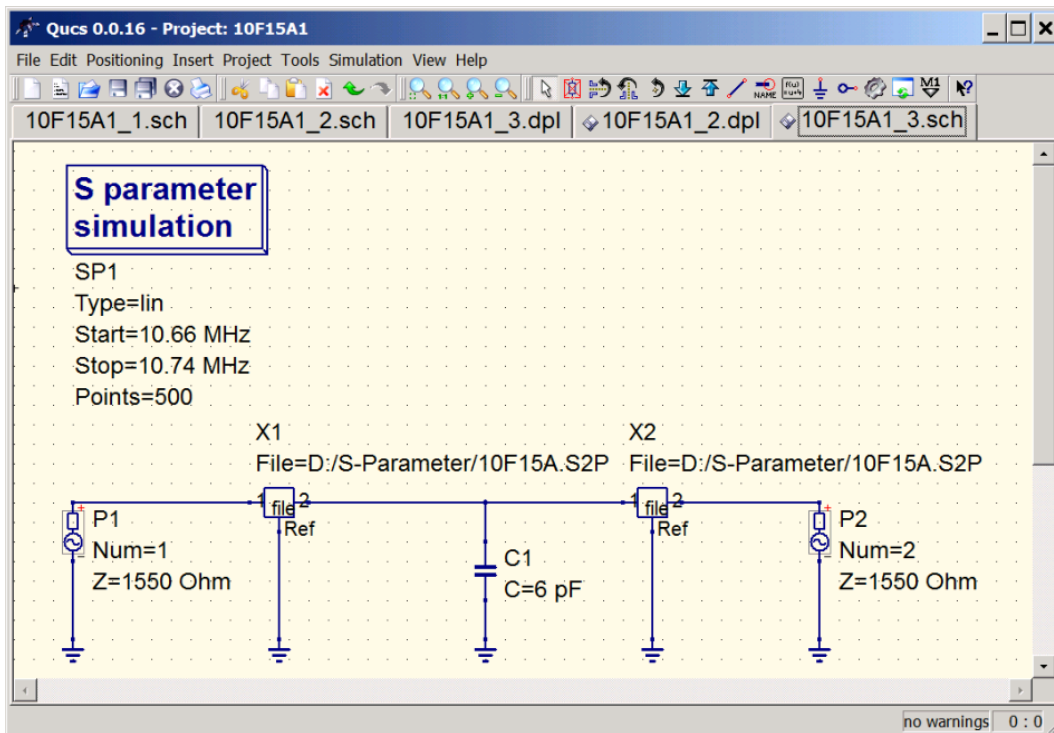 Qucs 0.0.16 - Project: 10F15A1
File Edit Positioning Insert Project Tools Simulation View Help
NAME
M1
10F15A1_1.sch 10F15A1_2.sch 10F15A1_3.dpl 10F15A1_2.dpl 10F15A1_3.sch
S parameter
simulation
SP1
Type=lin
Start=10.66 MHz
Stop=10.74 MHz
Points=500
X1
File=D:/S-Parameter/10F15A.S2P
X2
File=D:/S-Parameter/10F15A.S2P
1 file 2
Ref
1 file 2
Ref
P1
Num=1
Z=1550 Ohm
C1
C=6 pF
P2
Num=2
Z=1550 Ohm
no warnings 0 : 0